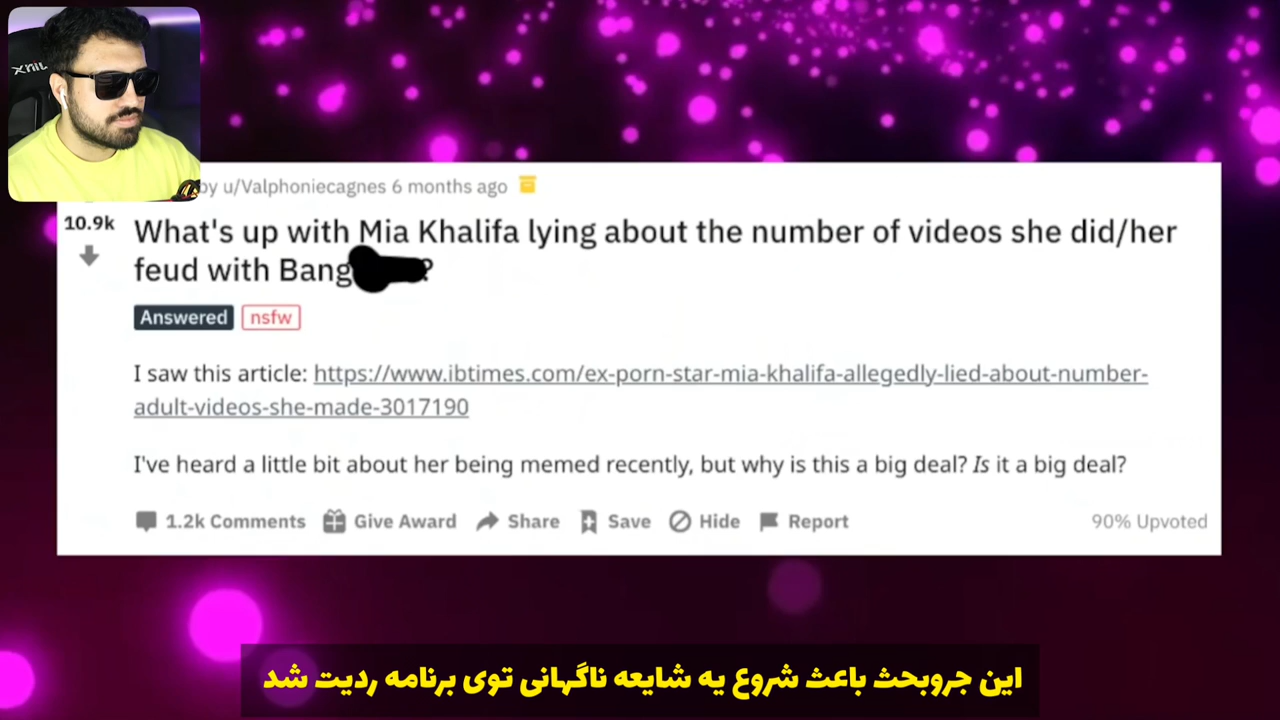 by u/Valphoniecagnes 6 months ago
10.9k
What's up with Mia Khalifa lying about the number of videos she did/her
feud with Bang ?
Answered nsfw
I saw this article: https://www.ibtimes.com/ex-porn-star-mia-khalifa-allegedly-lied-about-number-
adult-videos-she-made-3017190
I've heard a little bit about her being memed recently, but why is this a big deal? Is it a big deal?
1.2k Comments Give Award Share Save Hide Report 90% Upvoted
این جروبحث باعث شروع یه شایعه ناگهانی توی برنامه ردیت شد